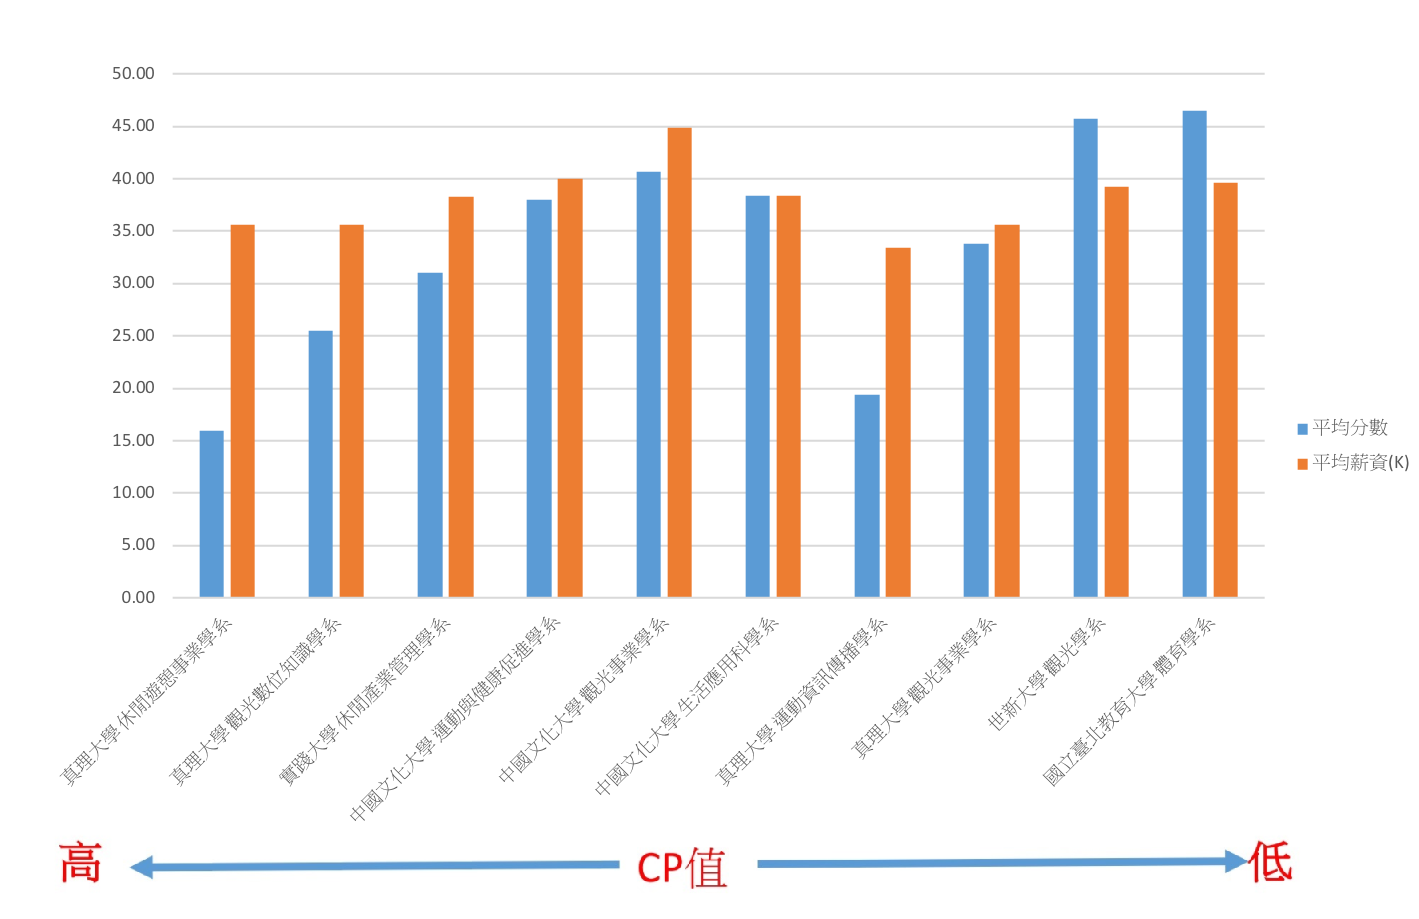 50.00
45.00
40.00
35.00
30.00
25.00
20.00
15.00
10.00
5.00
0.00
平均分數
平均薪資(K)
真理大學 休閒遊憩事業學系
真理大學 觀光數位知識學系
實踐大學 休閒產業管理學系
中國文化大學 運動與健康促進學系
中國文化大學 觀光事業學系
中國文化大學 生活應用科學系
真理大學 運動資訊傳播學系
真理大學 觀光事業學系
世新大學 觀光學系
國立臺北教育大學 體育學系
高 CP值 低